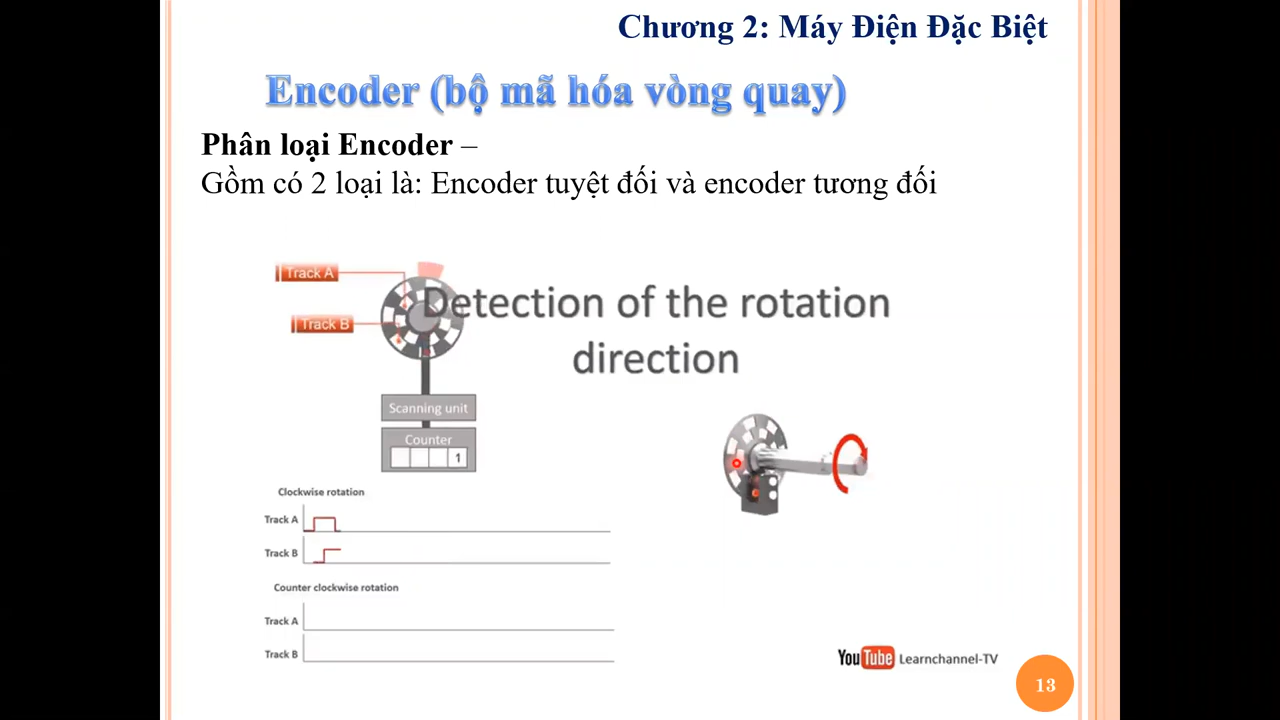 Chương 2: Máy Điện Đặc Biệt
Encoder (bộ mã hóa vòng quay)
Phân loại Encoder –
Gồm có 2 loại là: Encoder tuyệt đối và encoder tương đối
Track A
Track B
Detection of the rotation
direction
Scanning unit
Counter
1
Clockwise rotation
Track A
Track B
Counter clockwise rotation
Track A
Track B
YouTube Learnchannel-TV
13